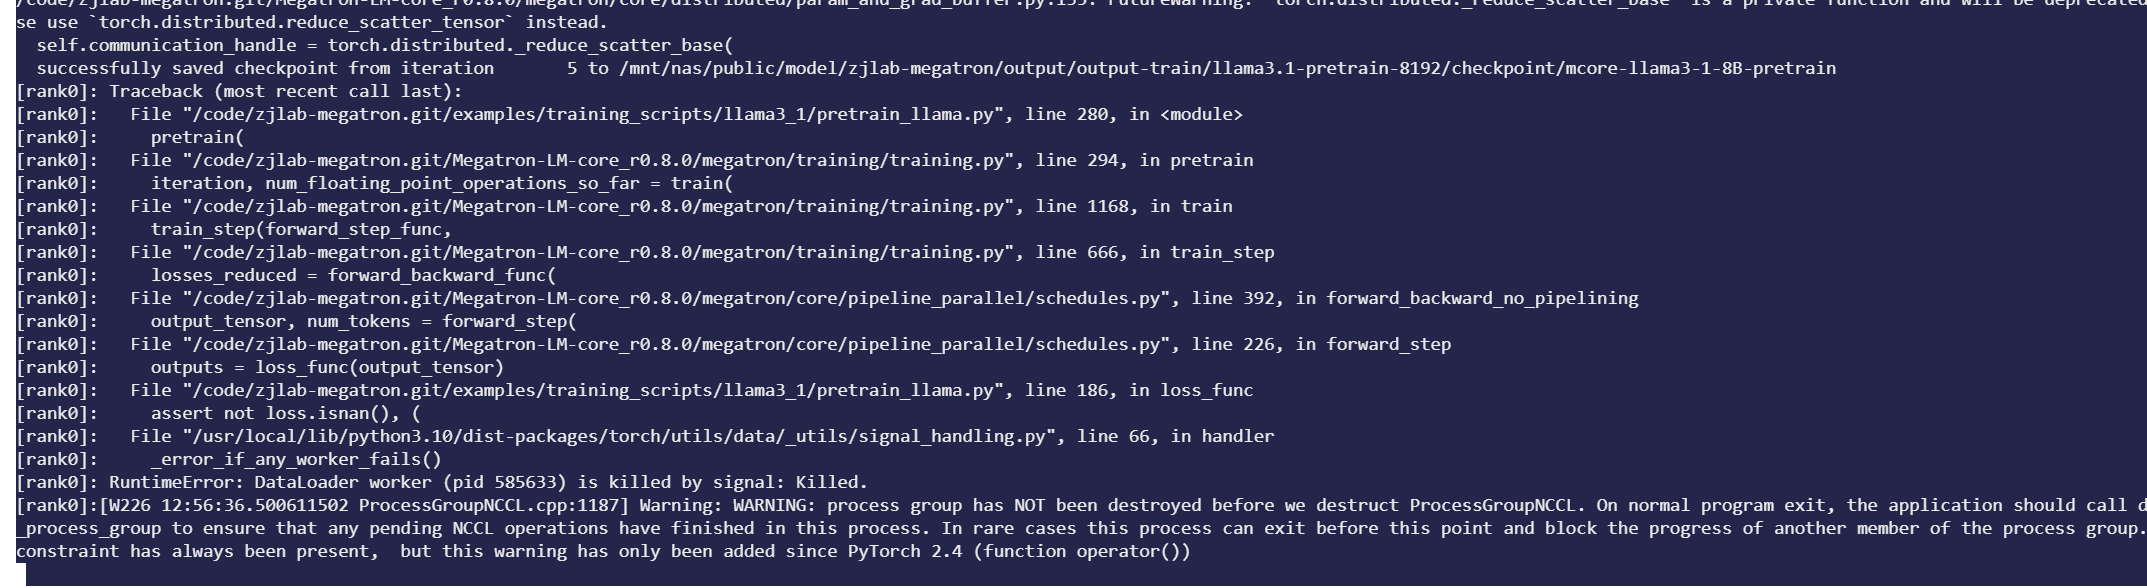 /code/zjlab-megatron.git/Megatron-LM-core_r0.8.0/megatron/core/distributed/param_and_grad_buffer.py:155: FutureWarning: `torch.distributed._reduce_scatter_base` is a private function and will be deprecated
se use `torch.distributed.reduce_scatter_tensor` instead.
  self.communication_handle = torch.distributed._reduce_scatter_base(
  successfully saved checkpoint from iteration       5 to /mnt/nas/public/model/zjlab-megatron/output/output-train/llama3.1-pretrain-8192/checkpoint/mcore-llama3-1-8B-pretrain
[rank0]: Traceback (most recent call last):
[rank0]:   File "/code/zjlab-megatron.git/examples/training_scripts/llama3_1/pretrain_llama.py", line 280, in <module>
[rank0]:     pretrain(
[rank0]:   File "/code/zjlab-megatron.git/Megatron-LM-core_r0.8.0/megatron/training/training.py", line 294, in pretrain
[rank0]:     iteration, num_floating_point_operations_so_far = train(
[rank0]:   File "/code/zjlab-megatron.git/Megatron-LM-core_r0.8.0/megatron/training/training.py", line 1168, in train
[rank0]:     train_step(forward_step_func,
[rank0]:   File "/code/zjlab-megatron.git/Megatron-LM-core_r0.8.0/megatron/training/training.py", line 666, in train_step
[rank0]:     losses_reduced = forward_backward_func(
[rank0]:   File "/code/zjlab-megatron.git/Megatron-LM-core_r0.8.0/megatron/core/pipeline_parallel/schedules.py", line 392, in forward_backward_no_pipelining
[rank0]:     output_tensor, num_tokens = forward_step(
[rank0]:   File "/code/zjlab-megatron.git/Megatron-LM-core_r0.8.0/megatron/core/pipeline_parallel/schedules.py", line 226, in forward_step
[rank0]:     outputs = loss_func(output_tensor)
[rank0]:   File "/code/zjlab-megatron.git/examples/training_scripts/llama3_1/pretrain_llama.py", line 186, in loss_func
[rank0]:     assert not loss.isnan(), (
[rank0]:   File "/usr/local/lib/python3.10/dist-packages/torch/utils/data/_utils/signal_handling.py", line 66, in handler
[rank0]:     _error_if_any_worker_fails()
[rank0]: RuntimeError: DataLoader worker (pid 585633) is killed by signal: Killed.
[rank0]:[W226 12:56:36.500611502 ProcessGroupNCCL.cpp:1187] Warning: WARNING: process group has NOT been destroyed before we destruct ProcessGroupNCCL. On normal program exit, the application should call d
_process_group to ensure that any pending NCCL operations have finished in this process. In rare cases this process can exit before this point and block the progress of another member of the process group.
constraint has always been present,  but this warning has only been added since PyTorch 2.4 (function operator())